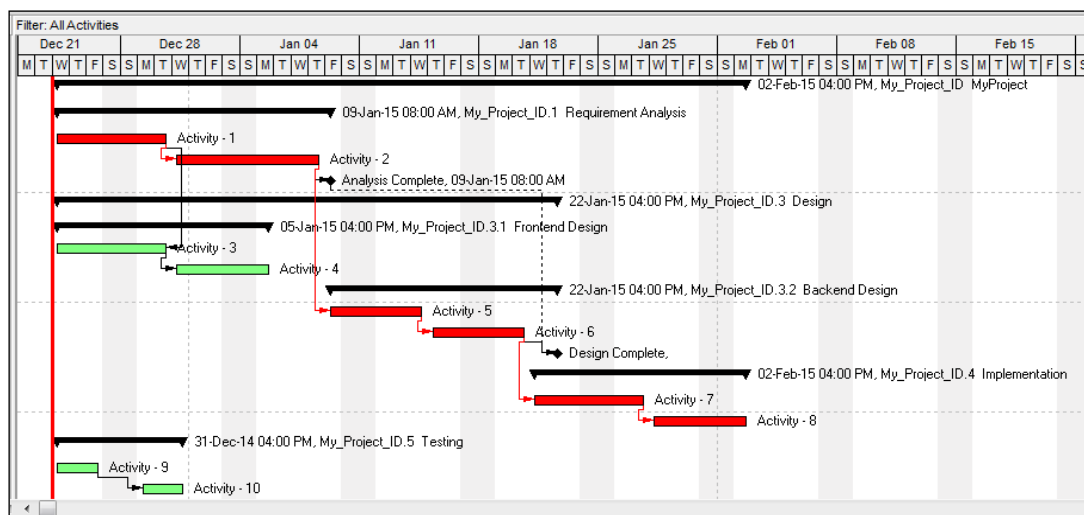 Filter: All Activities
Dec 21 Dec 28 Jan 04 Jan 11 Jan 18 Jan 25 Feb 01 Feb 08 Feb 15
M T W T F S S M T W T F S S M T W T F S S M T W T F S S M T W T F S S M T W T F S S M T W T F S S M T W T F S S M T W T F S S
02-Feb-15 04:00 PM, My_Project_ID MyProject
09-Jan-15 08:00 AM, My_Project_ID.1 Requirement Analysis
Activity - 1
Activity - 2
Analysis Complete, 09-Jan-15 08:00 AM
22-Jan-15 04:00 PM, My_Project_ID.3 Design
05-Jan-15 04:00 PM, My_Project_ID.3.1 Frontend Design
Activity - 3
Activity - 4
22-Jan-15 04:00 PM, My_Project_ID.3.2 Backend Design
Activity - 5
Activity - 6
Design Complete,
02-Feb-15 04:00 PM, My_Project_ID.4 Implementation
Activity - 7
Activity - 8
31-Dec-14 04:00 PM, My_Project_ID.5 Testing
Activity - 9
Activity - 10